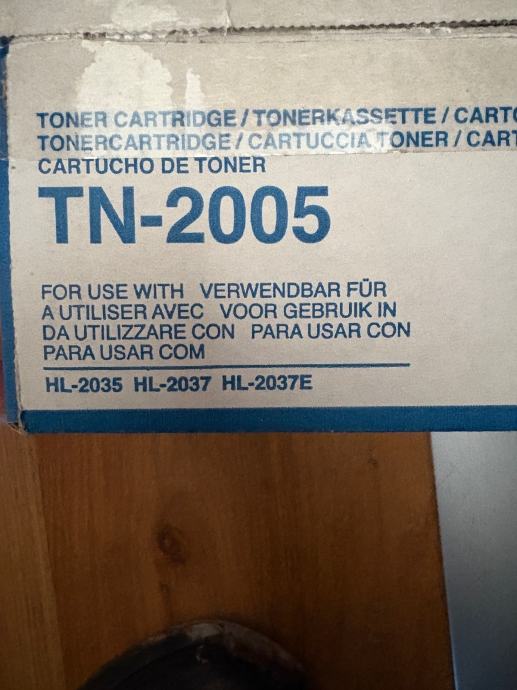 TONER CARTRIDGE / TONERKASSETTE /
TONERCARTRIDGE / CARTUCCIA TONER /
CARTUCHO DE TONER
TN-2005
FOR USE WITH VERWENDBAR FÜR
A UTILISER AVEC VOOR GEBRUIK IN
DA UTILIZZARE CON PARA USAR CON
PARA USAR COM
HL-2035 HL-2037 HL-2037E